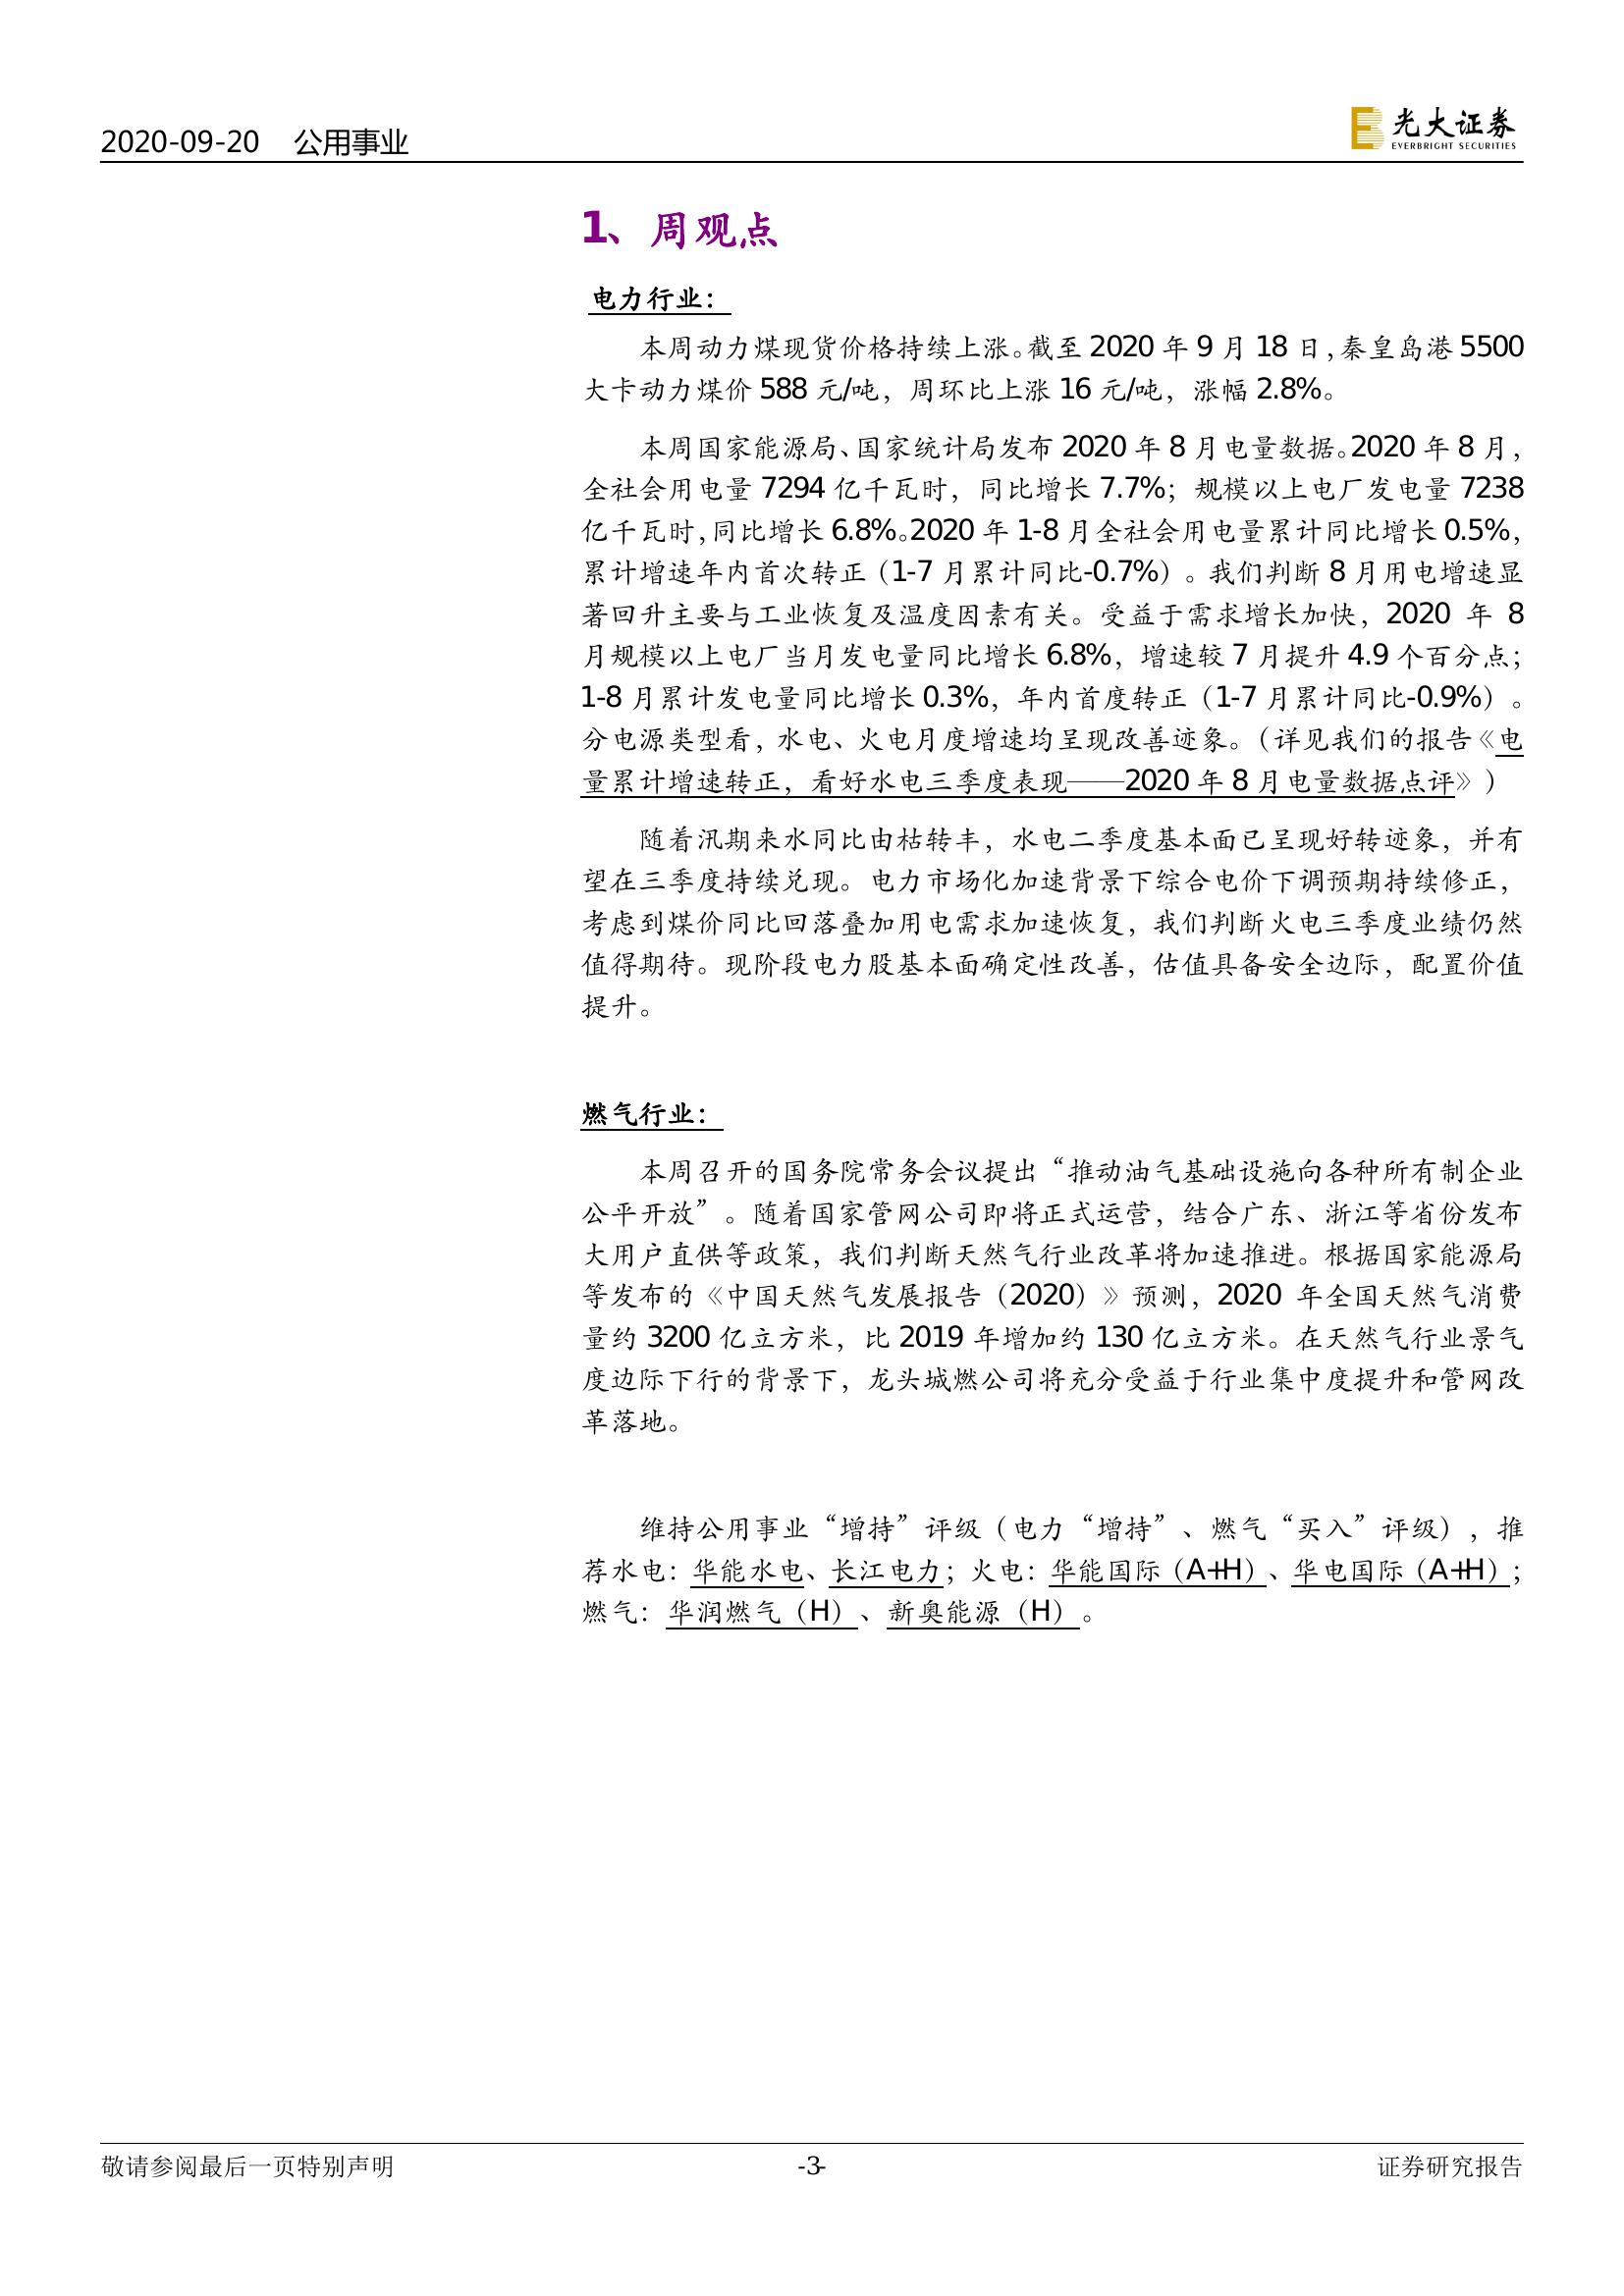 2020-09-20 公用事业
光大证券
EVERBRIGHT SECURITIES
1、周观点
电力行业：
本周动力煤现货价格持续上涨。截至 2020 年 9 月 18 日，秦皇岛港 5500
大卡动力煤价 588 元/吨，周环比上涨 16 元/吨，涨幅 2.8%。
本周国家能源局、国家统计局发布 2020 年 8 月电量数据。2020 年 8 月，
全社会用电量 7294 亿千瓦时，同比增长 7.7%；规模以上电厂发电量 7238
亿千瓦时，同比增长 6.8%。2020 年 1-8 月全社会用电量累计同比增长 0.5%，
累计增速年内首次转正（1-7 月累计同比-0.7%）。我们判断 8 月用电增速显
著回升主要与工业恢复及温度因素有关。受益于需求增长加快，2020 年 8
月规模以上电厂当月发电量同比增长 6.8%，增速较 7 月提升 4.9 个百分点；
1-8 月累计发电量同比增长 0.3%，年内首度转正（1-7 月累计同比-0.9%）。
分电源类型看，水电、火电月度增速均呈现改善迹象。（详见我们的报告《电
量累计增速转正，看好水电三季度表现——2020 年 8 月电量数据点评》）
随着汛期来水同比由枯转丰，水电二季度基本面已呈现好转迹象，并有
望在三季度持续兑现。电力市场化加速背景下综合电价下调预期持续修正，
考虑到煤价同比回落叠加用电需求加速恢复，我们判断火电三季度业绩仍然
值得期待。现阶段电力股基本面确定性改善，估值具备安全边际，配置价值
提升。
燃气行业：
本周召开的国务院常务会议提出“推动油气基础设施向各种所有制企业
公平开放”。随着国家管网公司即将正式运营，结合广东、浙江等省份发布
大用户直供等政策，我们判断天然气行业改革将加速推进。根据国家能源局
等发布的《中国天然气发展报告（2020）》预测，2020 年全国天然气消费
量约 3200 亿立方米，比 2019 年增加约 130 亿立方米。在天然气行业景气
度边际下行的背景下，龙头城燃公司将充分受益于行业集中度提升和管网改
革落地。
维持公用事业“增持”评级（电力“增持”、燃气“买入”评级），推
荐水电：华能水电、长江电力；火电：华能国际（A+H）、华电国际（A+H）；
燃气：华润燃气（H）、新奥能源（H）。
敬请参阅最后一页特别声明 -3- 证券研究报告